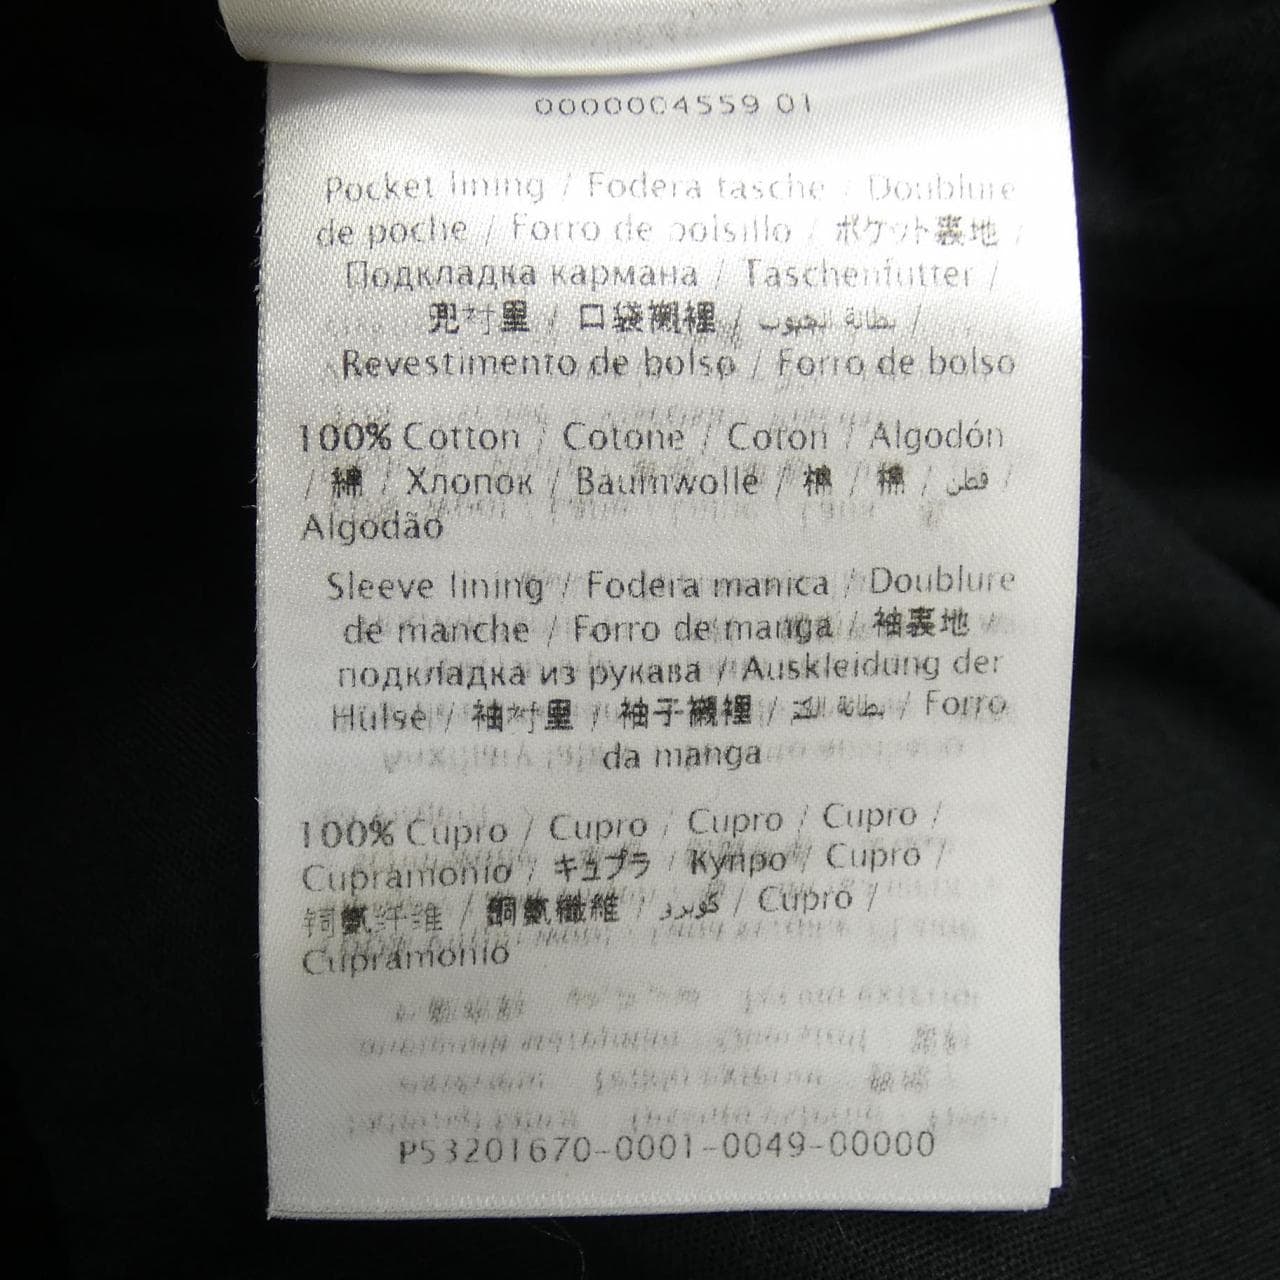 0000004559 01
Pocket lining / Fodera tasche / Doublure
de poche / Forro de bolsillo / ポケット裏地 /
Подкладка кармана / Taschenfutter /
兜衬里 / 口袋襯裡 / بطانة الجيوب /
Revestimento de bolso / Forro de bolso
100% Cotton / Cotone / Coton / Algodón
/ 綿 / Хлопок / Baumwolle / 棉 / 棉 / قطن /
Algodão
Sleeve lining / Fodera manica / Doublure
de manche / Forro de manga / 袖裏地 /
подкладка из рукава / Auskleidung der
Hülse / 袖衬里 / 袖子襯裡 / بطانة الكم / Forro
da manga
100% Cupro / Cupro / Cupro / Cupro /
Cupramonio / キュプラ / Купро / Cupro /
铜氨纤维 / 銅氨纖維 / كوبرو / Cupro /
Cupramonio
P53201670-0001-0049-00000